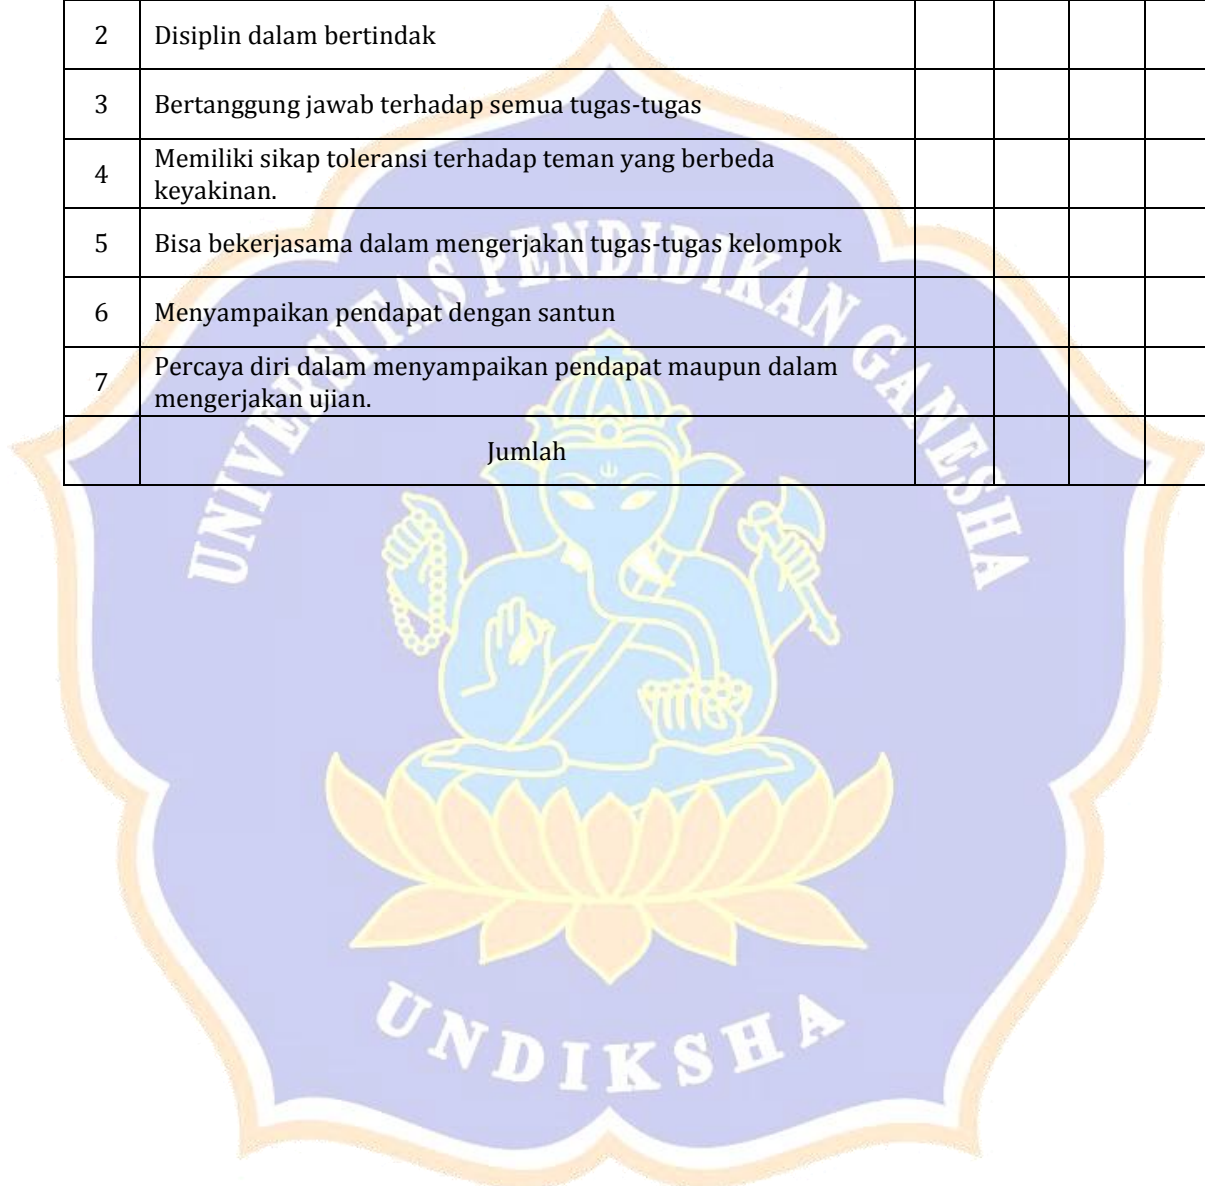 2 Disiplin dalam bertindak
3 Bertanggung jawab terhadap semua tugas-tugas
4 Memiliki sikap toleransi terhadap teman yang berbeda
keyakinan.
5 Bisa bekerjasama dalam mengerjakan tugas-tugas kelompok
6 Menyampaikan pendapat dengan santun
7 Percaya diri dalam menyampaikan pendapat maupun dalam
mengerjakan ujian.
Jumlah
UNIVERSITAS PENDIDIKAN GANESHA
UNDIKSHA